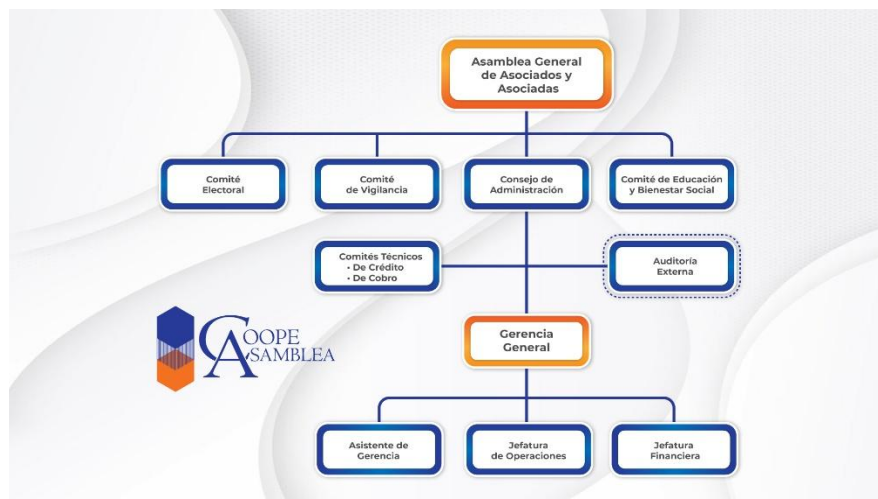 Asamblea General
de Asociados y
Asociadas
Comité
Electoral
Comité
de Vigilancia
Consejo de
Administración
Comité de Educación
y Bienestar Social
Comités Técnicos
• De Crédito
• De Cobro
Auditoría
Externa
COOPE
ASAMBLEA
Gerencia
General
Asistente de
Gerencia
Jefatura
de Operaciones
Jefatura
Financiera